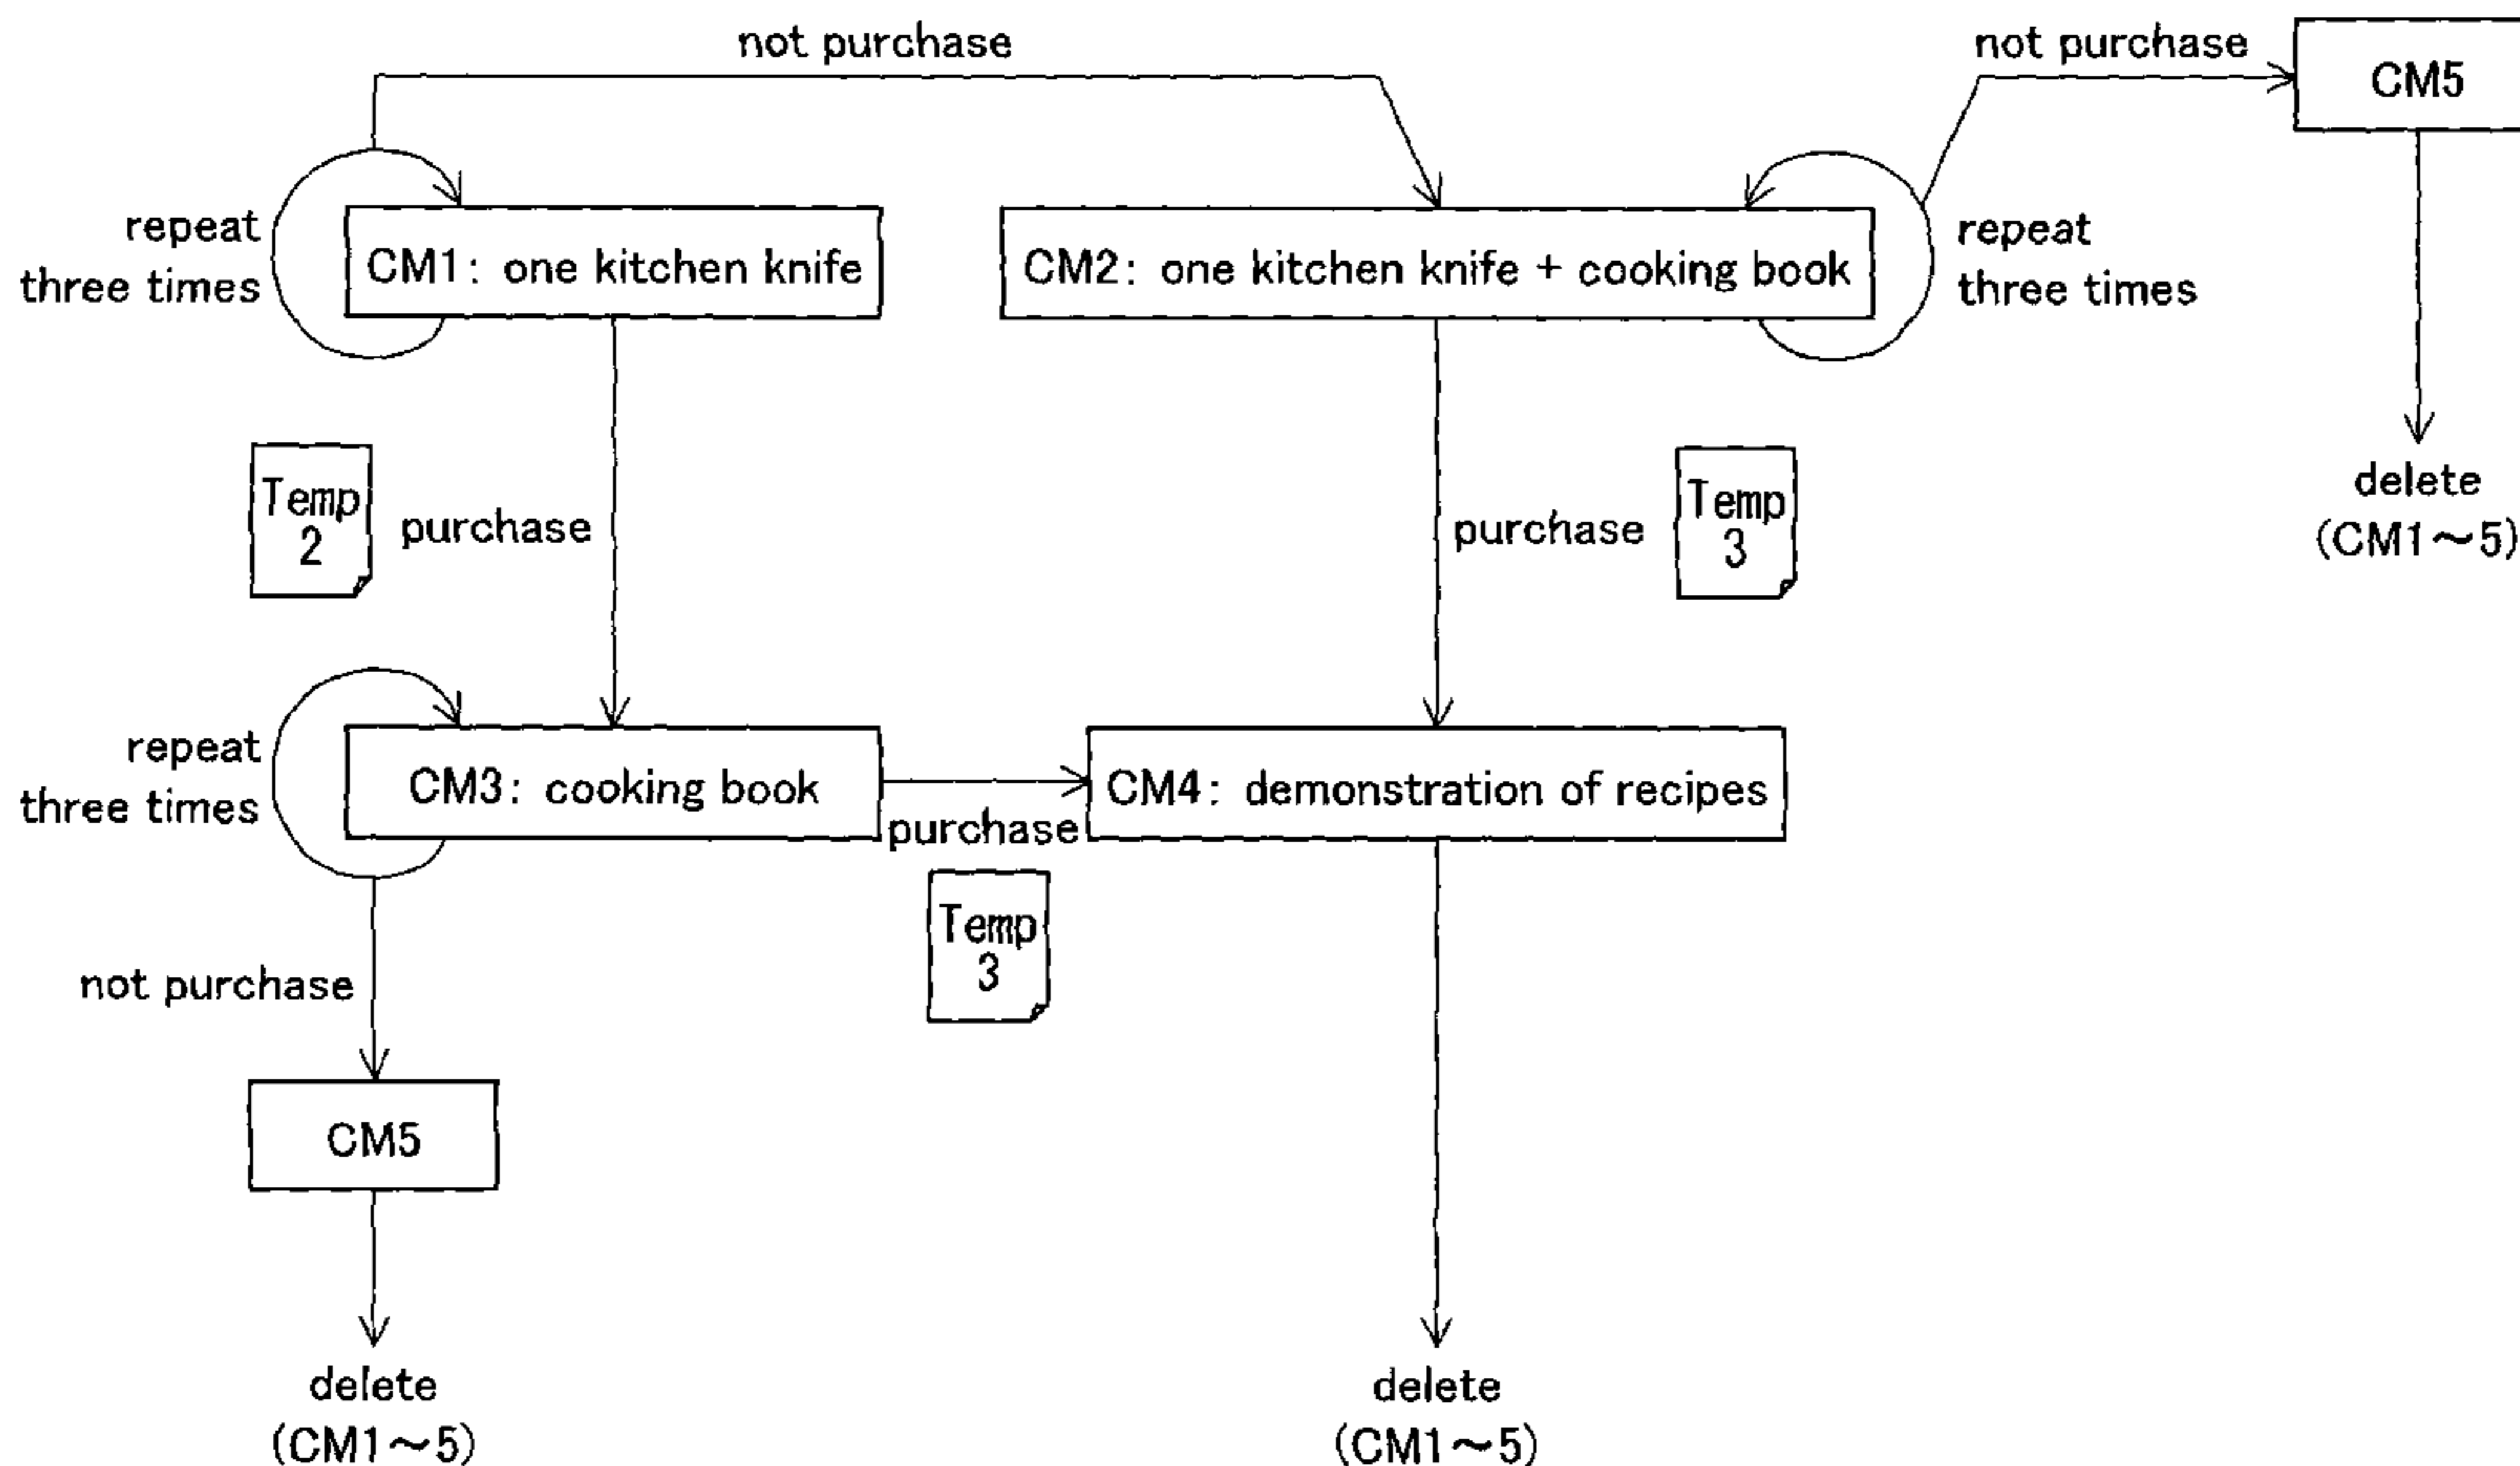 not purchase
not purchase
CM5
repeat
three times
CM1: one kitchen knife
CM2: one kitchen knife + cooking book
repeat
three times
Temp
2
purchase
purchase
Temp
3
delete
(CM1～5)
repeat
three times
CM3: cooking book
purchase
CM4: demonstration of recipes
Temp
3
not purchase
CM5
delete
(CM1～5)
delete
(CM1～5)